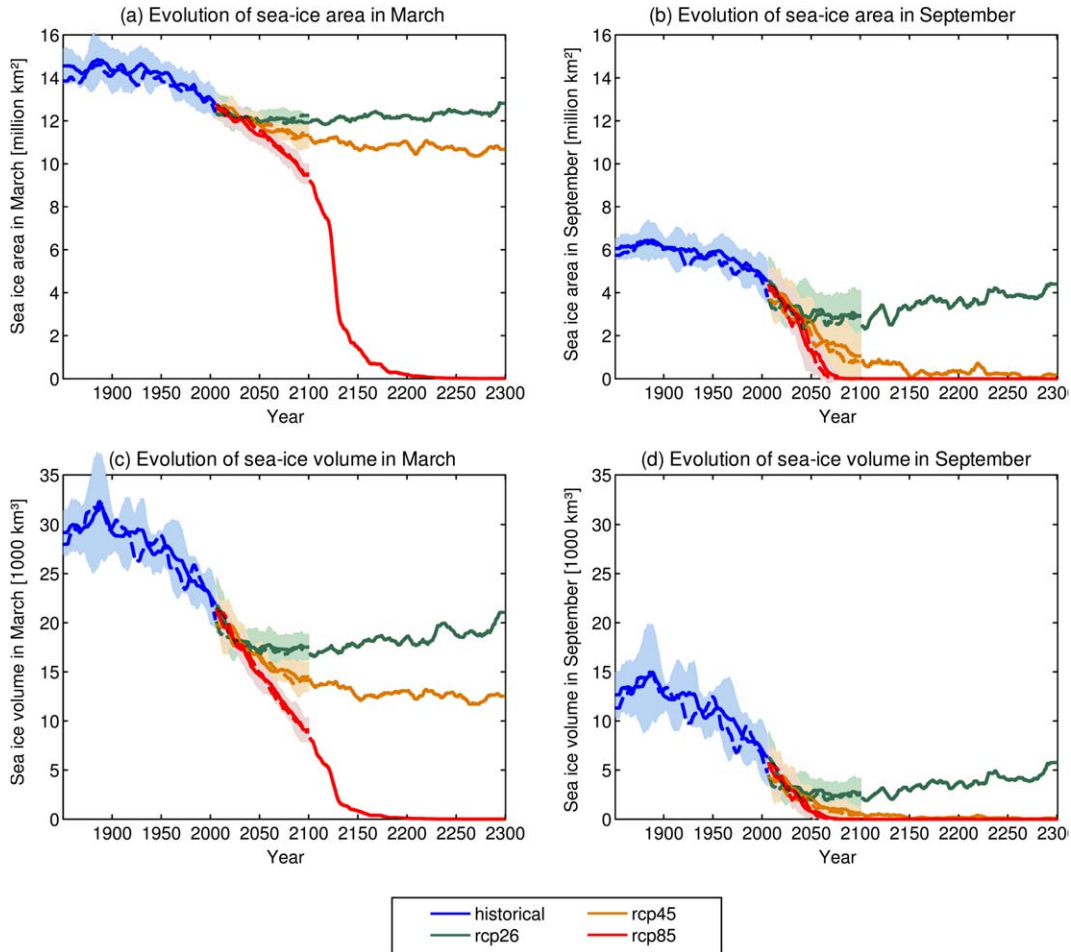 (a) Evolution of sea-ice area in March
Sea ice area in March [million km²]
16
14
12
10
8
6
4
2
0
1900 1950 2000 2050 2100 2150 2200 2250 2300
Year
(b) Evolution of sea-ice area in September
Sea ice area in September [million km²]
16
14
12
10
8
6
4
2
0
1900 1950 2000 2050 2100 2150 2200 2250 2300
Year
(c) Evolution of sea-ice volume in March
Sea ice volume in March [1000 km³]
35
30
25
20
15
10
5
0
1900 1950 2000 2050 2100 2150 2200 2250 2300
Year
(d) Evolution of sea-ice volume in September
Sea ice volume in September [1000 km³]
35
30
25
20
15
10
5
0
1900 1950 2000 2050 2100 2150 2200 2250 2300
Year
historical rcp45
rcp26 rcp85